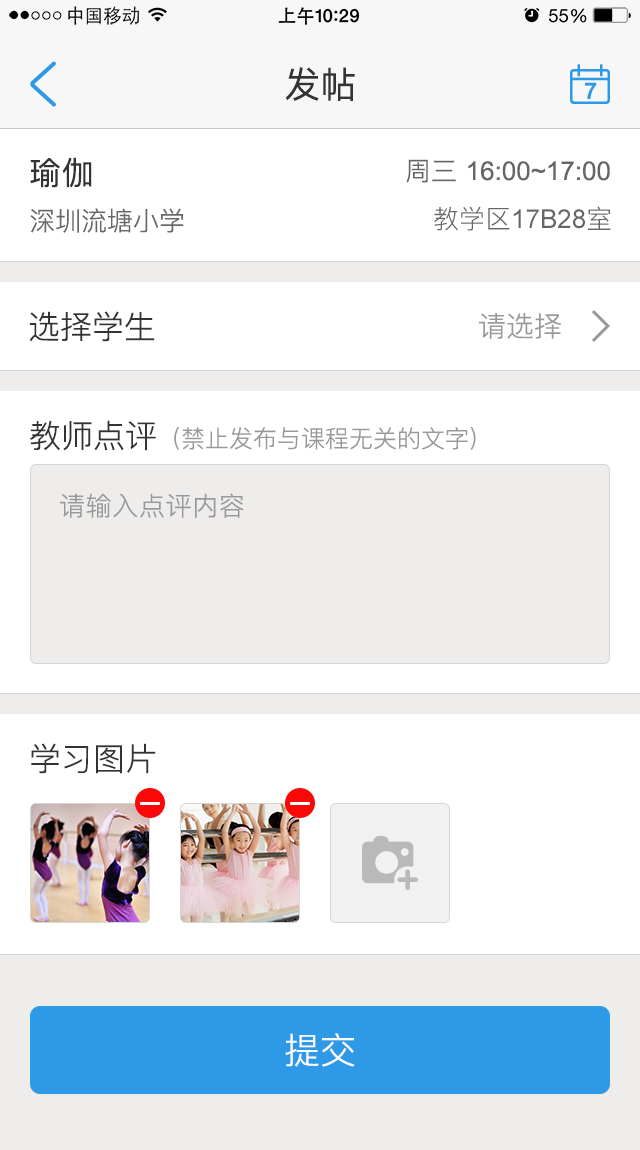 中国移动 上午10:29 55%
发帖 7
瑜伽 周三 16:00~17:00
深圳流塘小学 教学区17B28室
选择学生 请选择
教师点评（禁止发布与课程无关的文字）
请输入点评内容
学习图片
提交